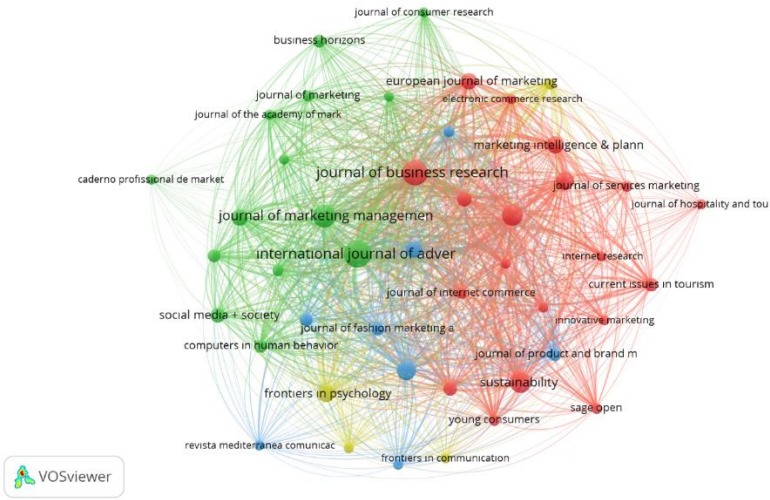 journal of consumer research
business horizons
european journal of marketing
journal of marketing
electronic commerce research
journal of the academy of mark
marketing intelligence & plann
journal of business research
caderno profissional de market
journal of services marketing
journal of hospitality and tou
journal of marketing managemen
international journal of adver
internet research
current issues in tourism
journal of internet commerce
social media + society
innovative marketing
journal of fashion marketing a
computers in human behavior
journal of product and brand m
sustainability
frontiers in psychology
sage open
young consumers
revista mediterranea comunicac
frontiers in communication
VOSviewer